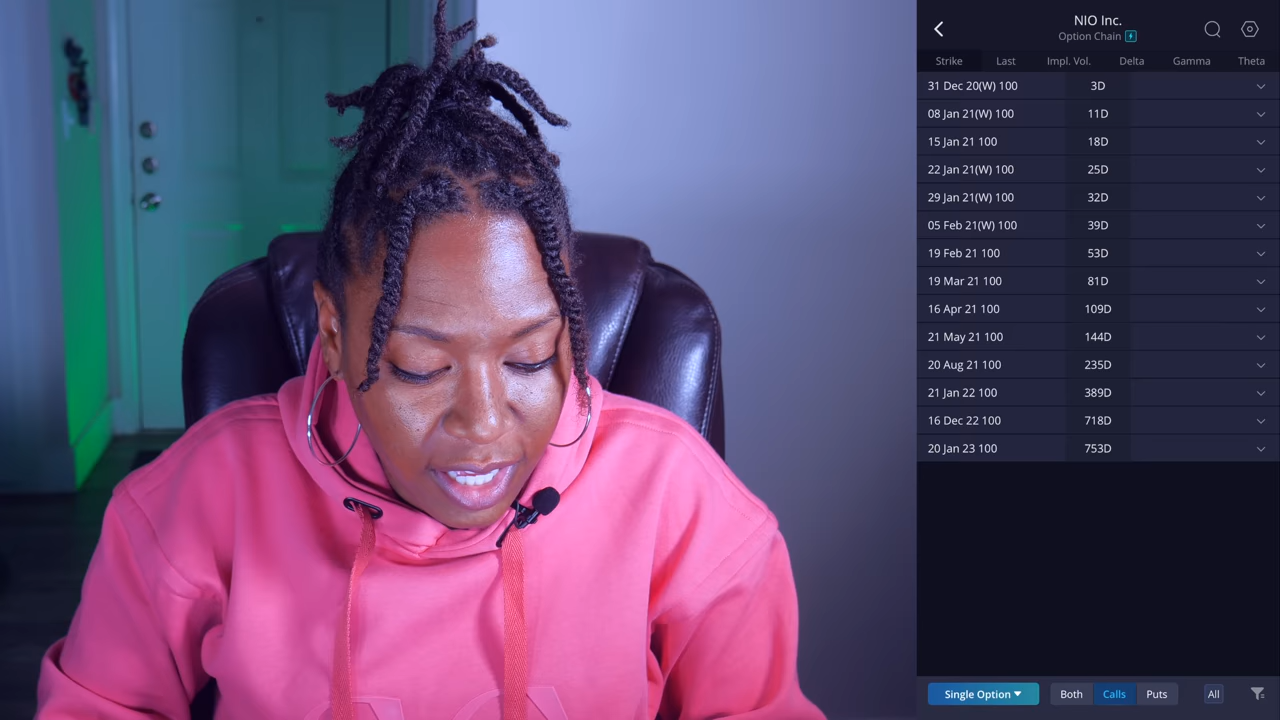 NIO Inc.
Option Chain
Strike Last Impl. Vol. Delta Gamma Theta
31 Dec 20(W) 100 3D
08 Jan 21(W) 100 11D
15 Jan 21 100 18D
22 Jan 21(W) 100 25D
29 Jan 21(W) 100 32D
05 Feb 21(W) 100 39D
19 Feb 21 100 53D
19 Mar 21 100 81D
16 Apr 21 100 109D
21 May 21 100 144D
20 Aug 21 100 235D
21 Jan 22 100 389D
16 Dec 22 100 718D
20 Jan 23 100 753D
Single Option Both Calls Puts All